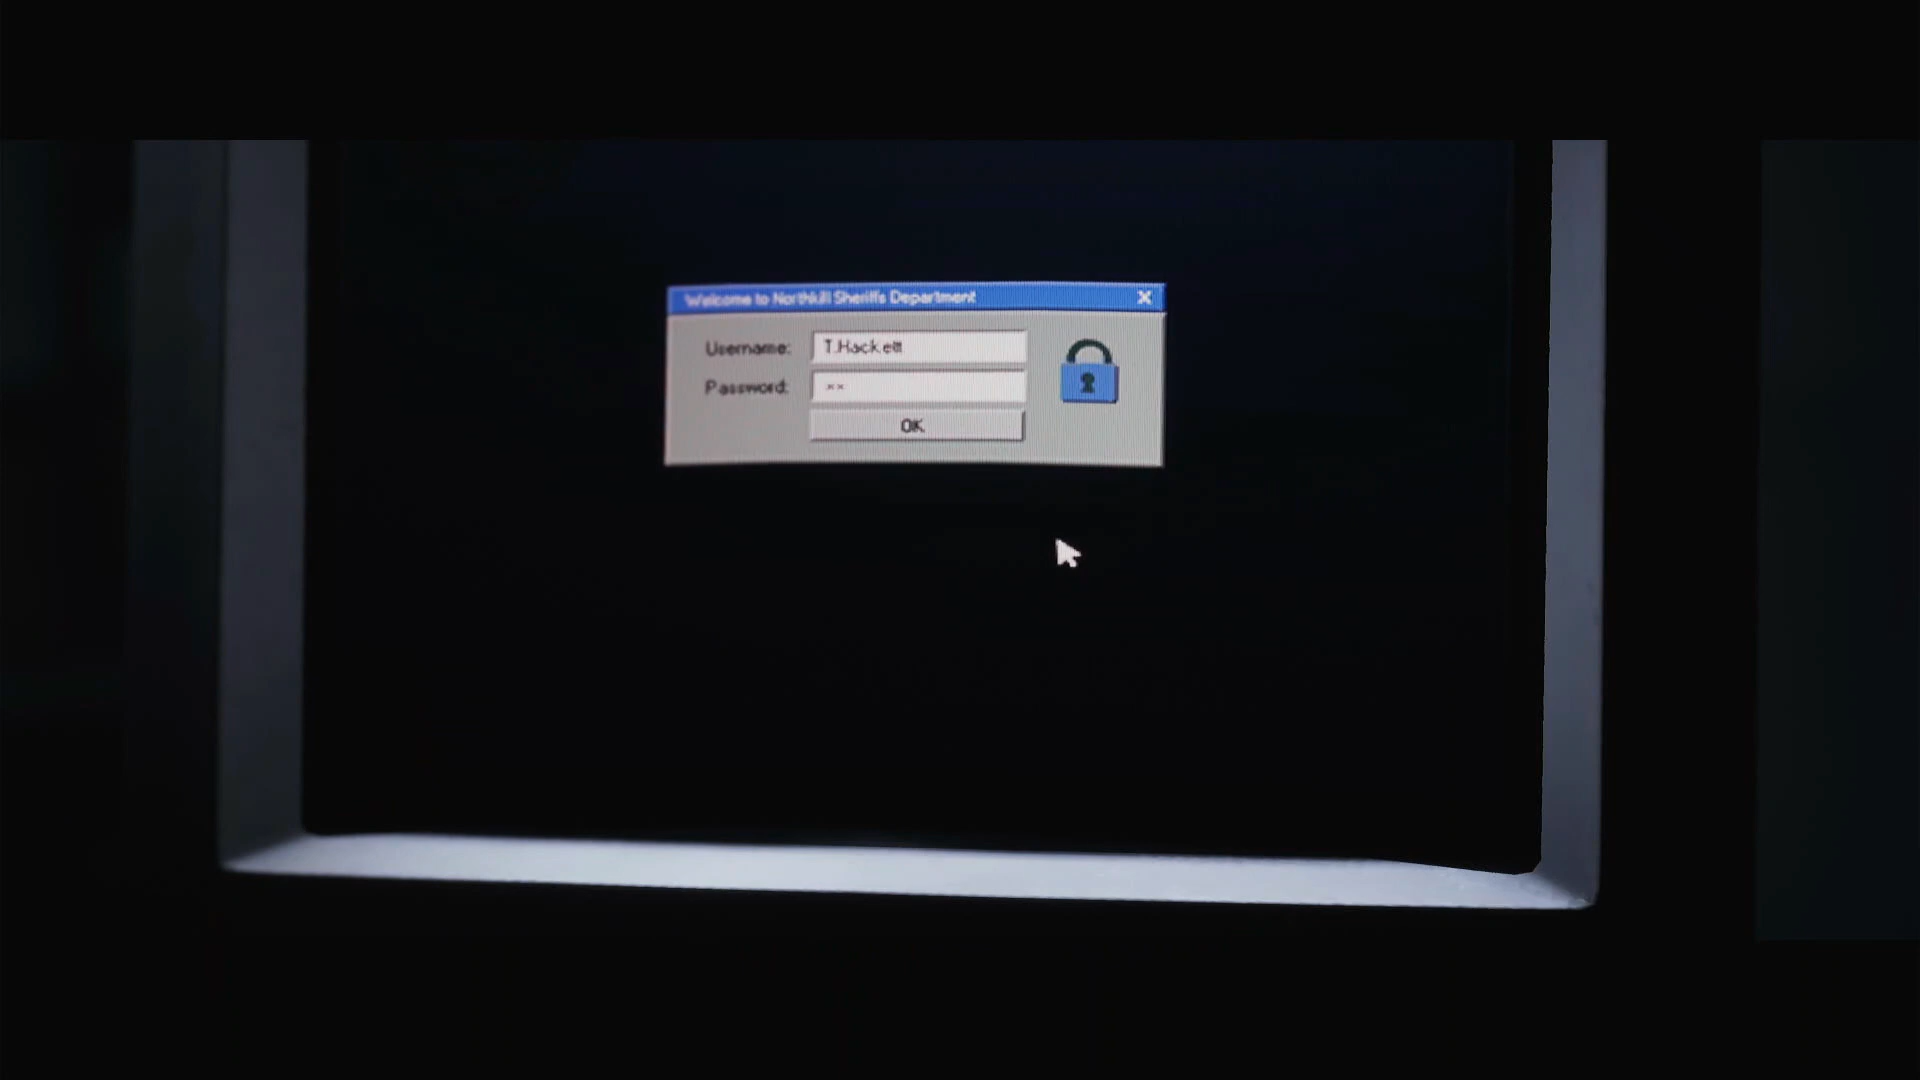 Welcome to Northkill Sheriffs Department X
Username: T.Hackett
Password: ××
OK